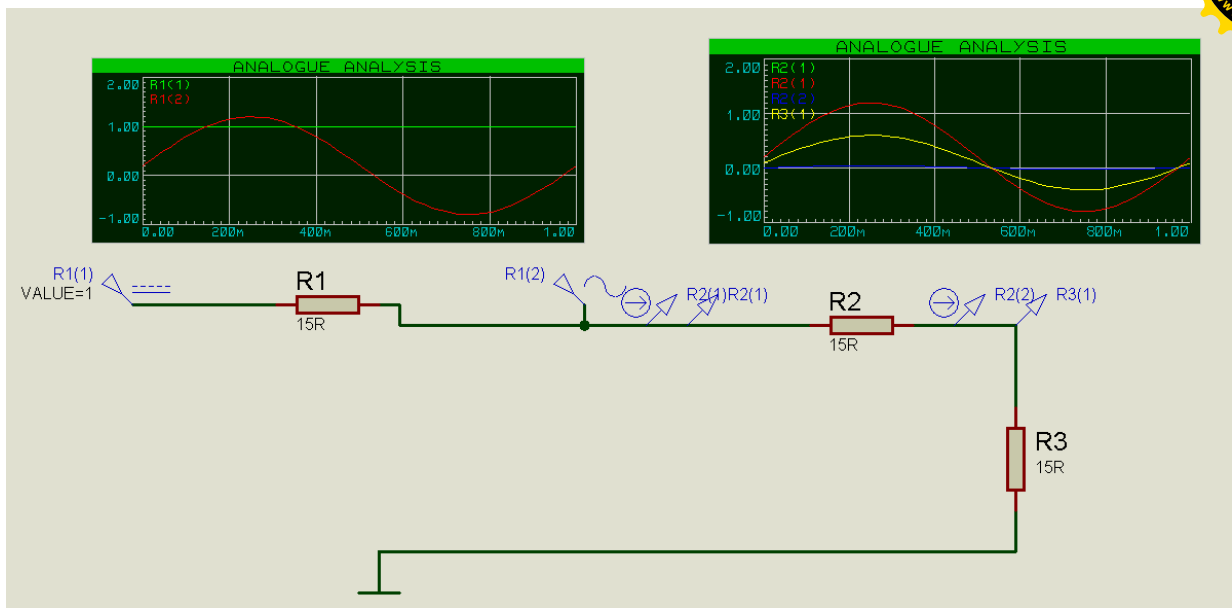 ANALOGUE ANALYSIS
2.00
1.00
0.00
-1.00
R1(1)
R1(2)
0.00 200m 400m 600m 800m 1.00
ANALOGUE ANALYSIS
2.00
1.00
0.00
-1.00
R2(1)
R2(1)
R2(2)
R3(1)
0.00 200m 400m 600m 800m 1.00
R1(1)
VALUE=1
R1
15R
R1(2)
R2(1)
R2(1)
R2
15R
R2(2)
R3(1)
R3
15R